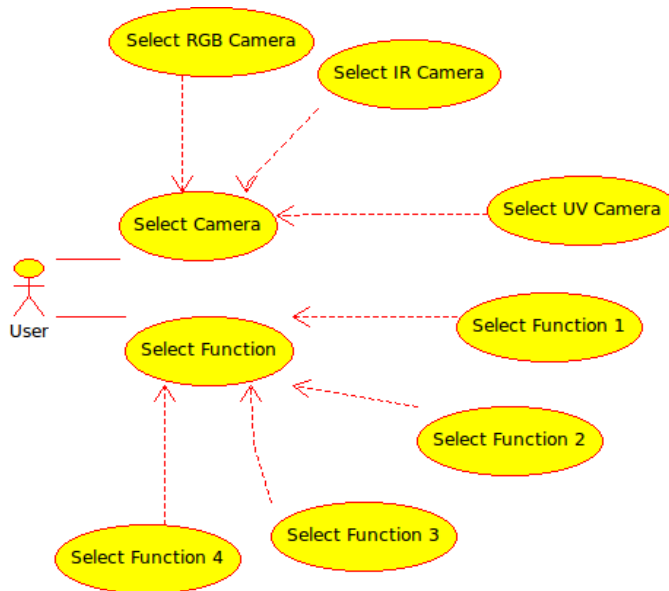 Select RGB Camera
Select IR Camera
Select UV Camera
Select Camera
User
Select Function 1
Select Function
Select Function 2
Select Function 3
Select Function 4